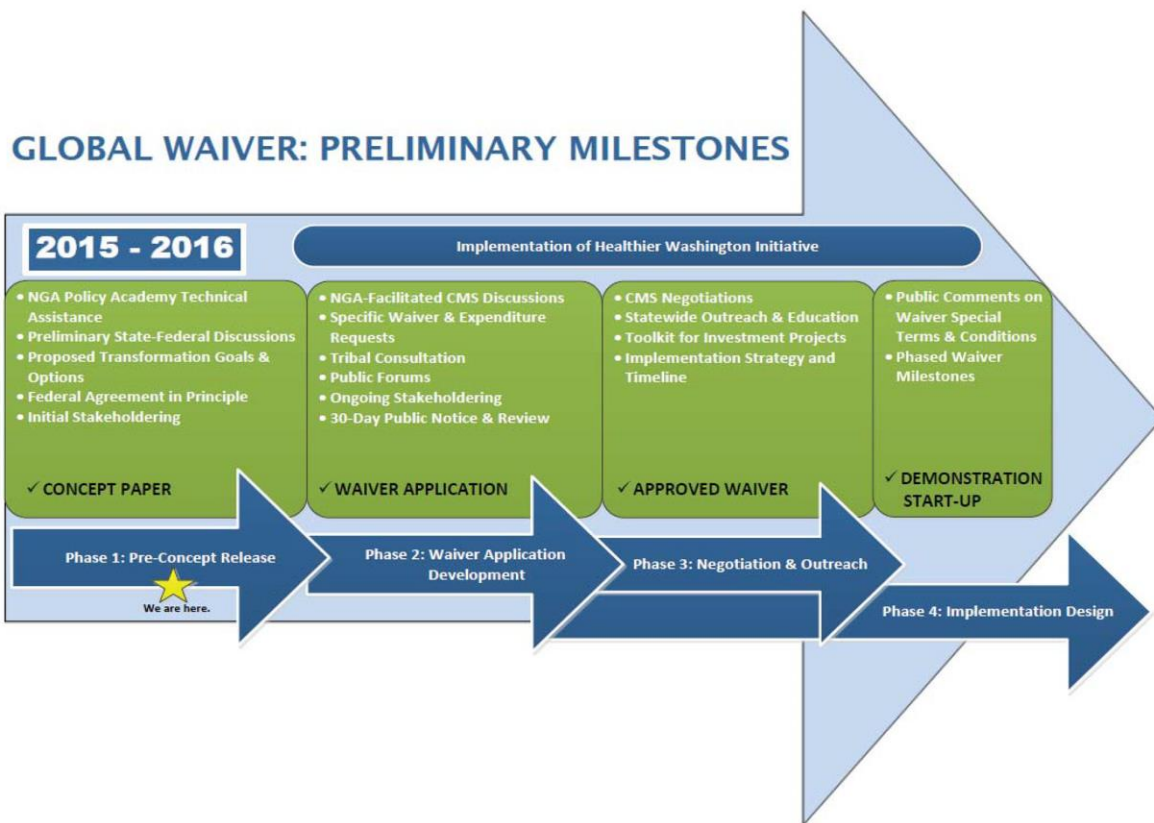 GLOBAL WAIVER: PRELIMINARY MILESTONES
2015 - 2016
Implementation of Healthier Washington Initiative
• NGA Policy Academy Technical
Assistance
• Preliminary State-Federal Discussions
• Proposed Transformation Goals &
Options
• Federal Agreement in Principle
• Initial Stakeholdering
✓ CONCEPT PAPER
• NGA-Facilitated CMS Discussions
• Specific Waiver & Expenditure
Requests
• Tribal Consultation
• Public Forums
• Ongoing Stakeholdering
• 30-Day Public Notice & Review
✓ WAIVER APPLICATION
• CMS Negotiations
• Statewide Outreach & Education
• Toolkit for Investment Projects
• Implementation Strategy and
Timeline
✓ APPROVED WAIVER
• Public Comments on
Waiver Special
Terms & Conditions
• Phased Waiver
Milestones
✓ DEMONSTRATION
START-UP
Phase 1: Pre-Concept Release
We are here.
Phase 2: Waiver Application
Development
Phase 3: Negotiation & Outreach
Phase 4: Implementation Design